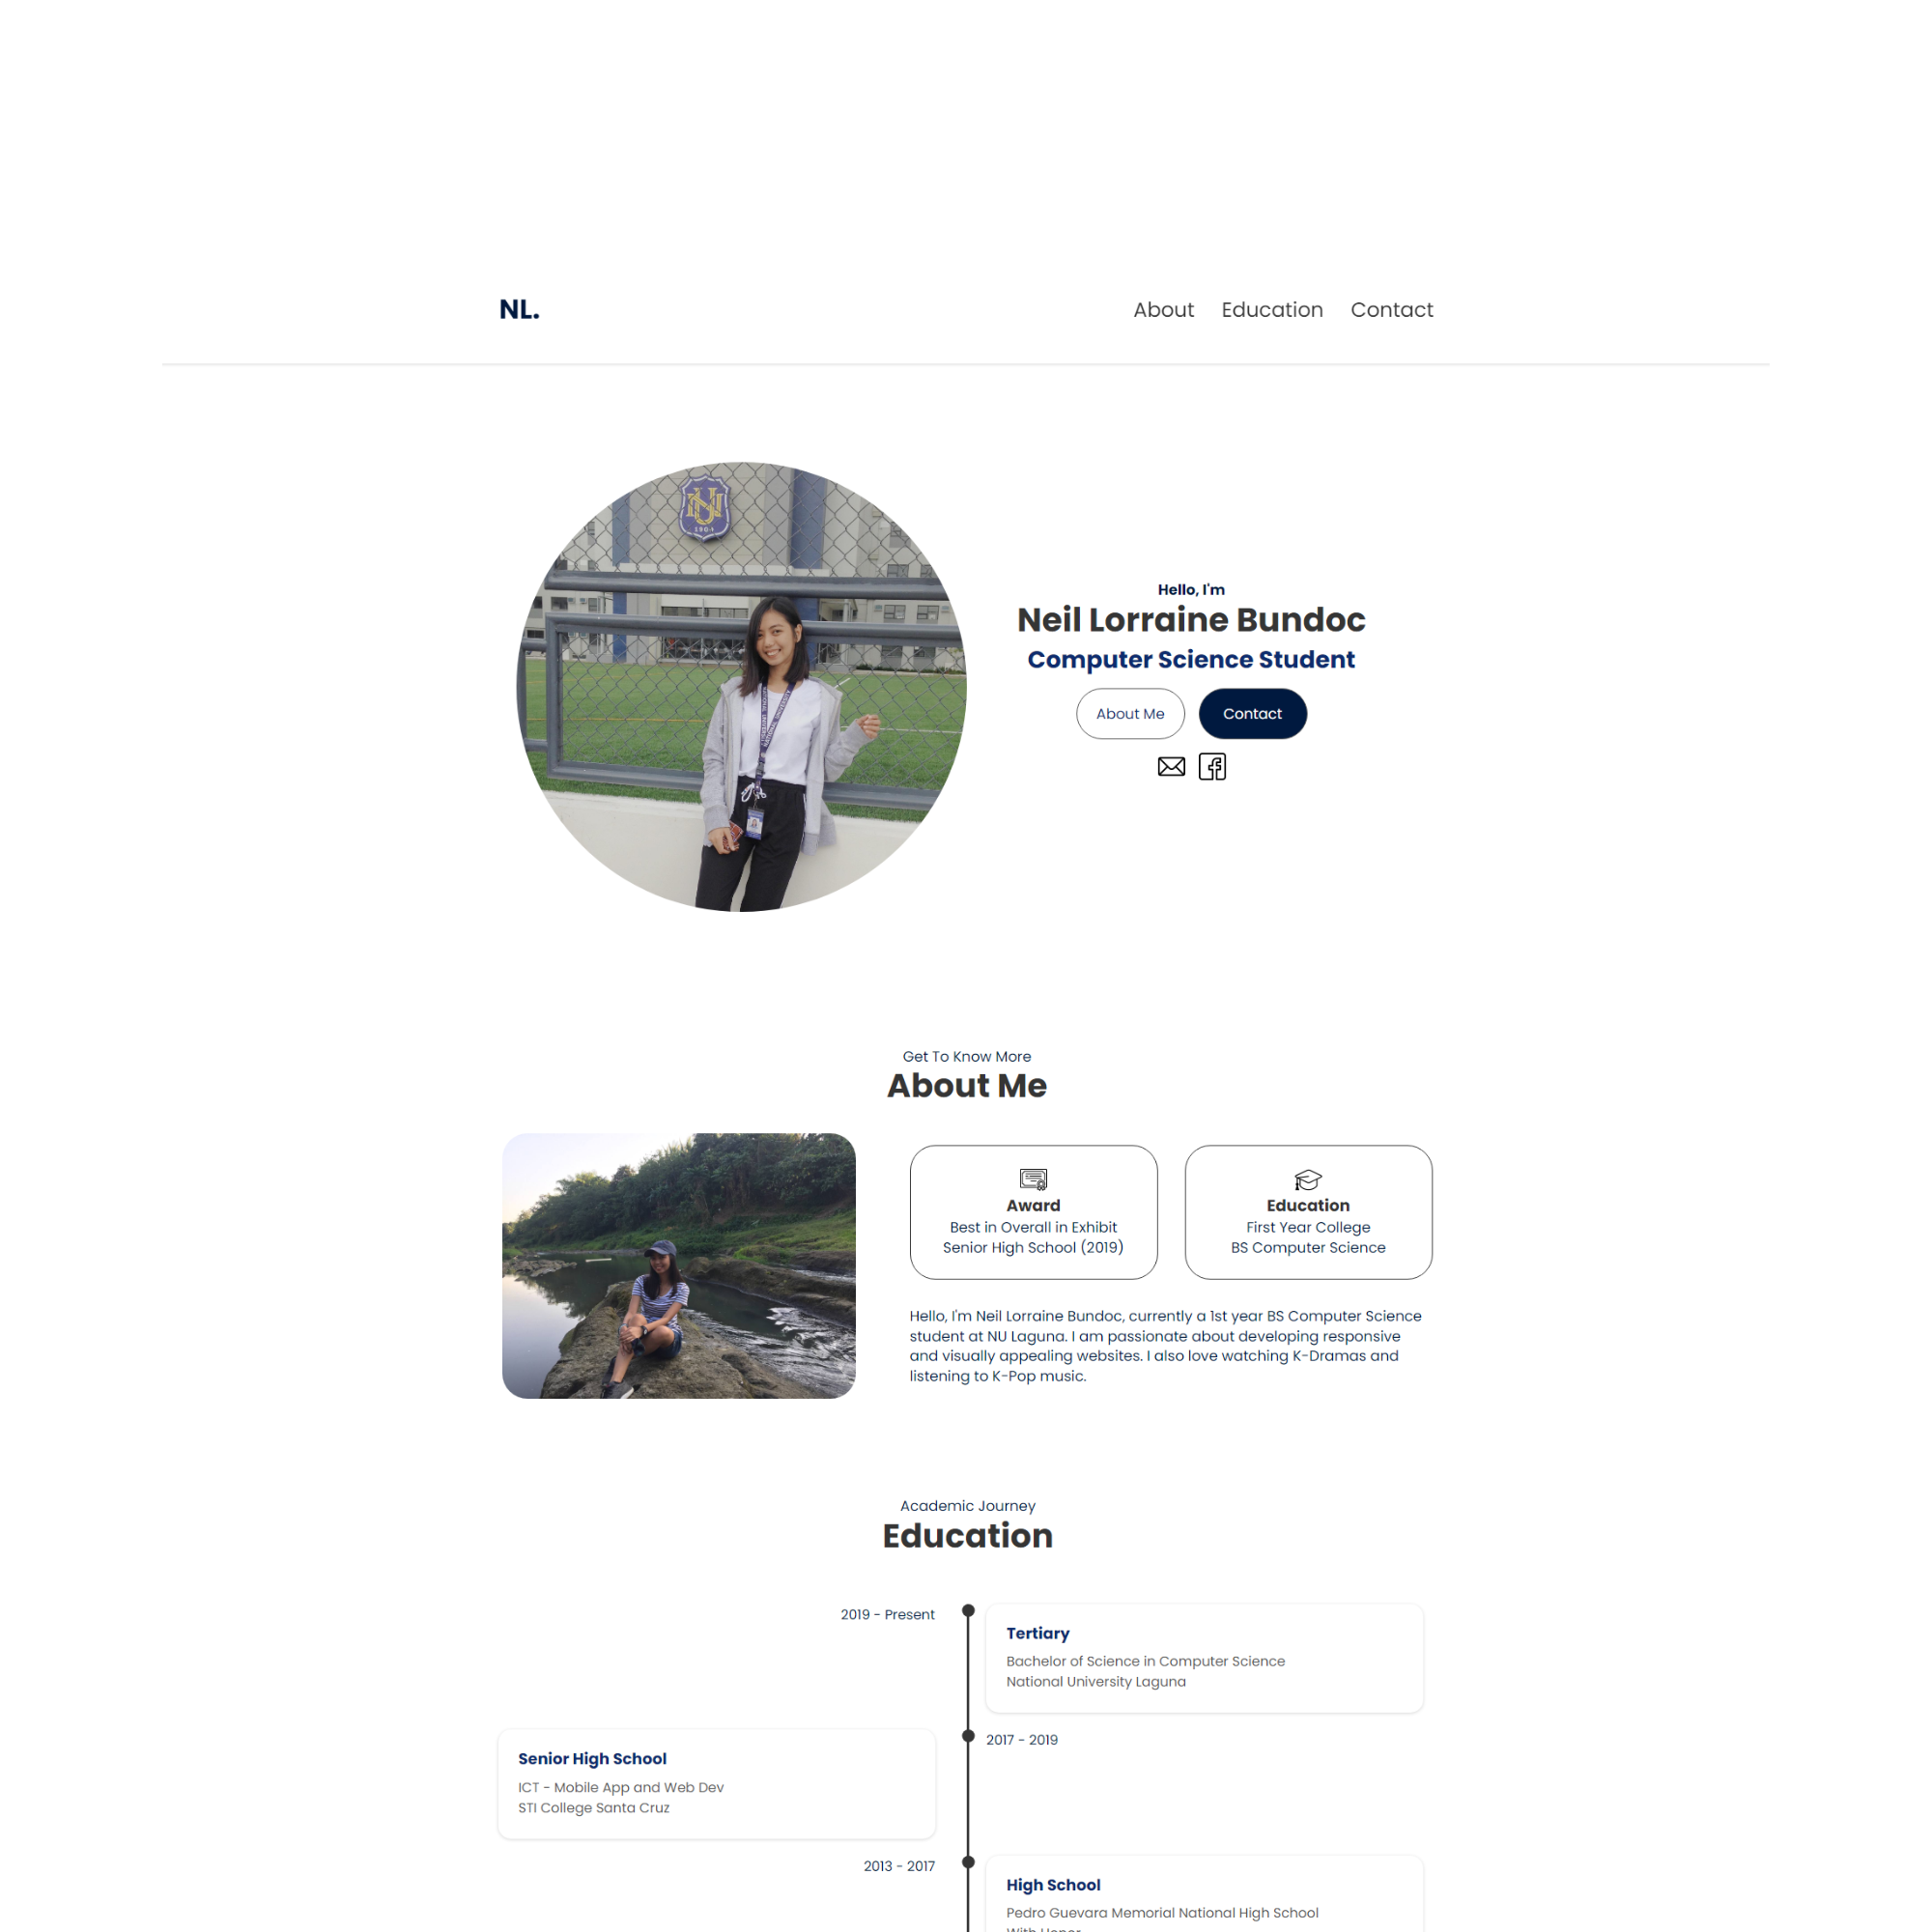 NL.
About Education Contact
NU
1904
Hello, I'm
Neil Lorraine Bundoc
Computer Science Student
About Me Contact
Get To Know More
About Me
Award
Best in Overall in Exhibit
Senior High School (2019)
Education
First Year College
BS Computer Science
Hello, I'm Neil Lorraine Bundoc, currently a 1st year BS Computer Science
student at NU Laguna. I am passionate about developing responsive
and visually appealing websites. I also love watching K-Dramas and
listening to K-Pop music.
Academic Journey
Education
2019 - Present
Tertiary
Bachelor of Science in Computer Science
National University Laguna
2017 - 2019
Senior High School
ICT - Mobile App and Web Dev
STI College Santa Cruz
2013 - 2017
High School
Pedro Guevara Memorial National High School